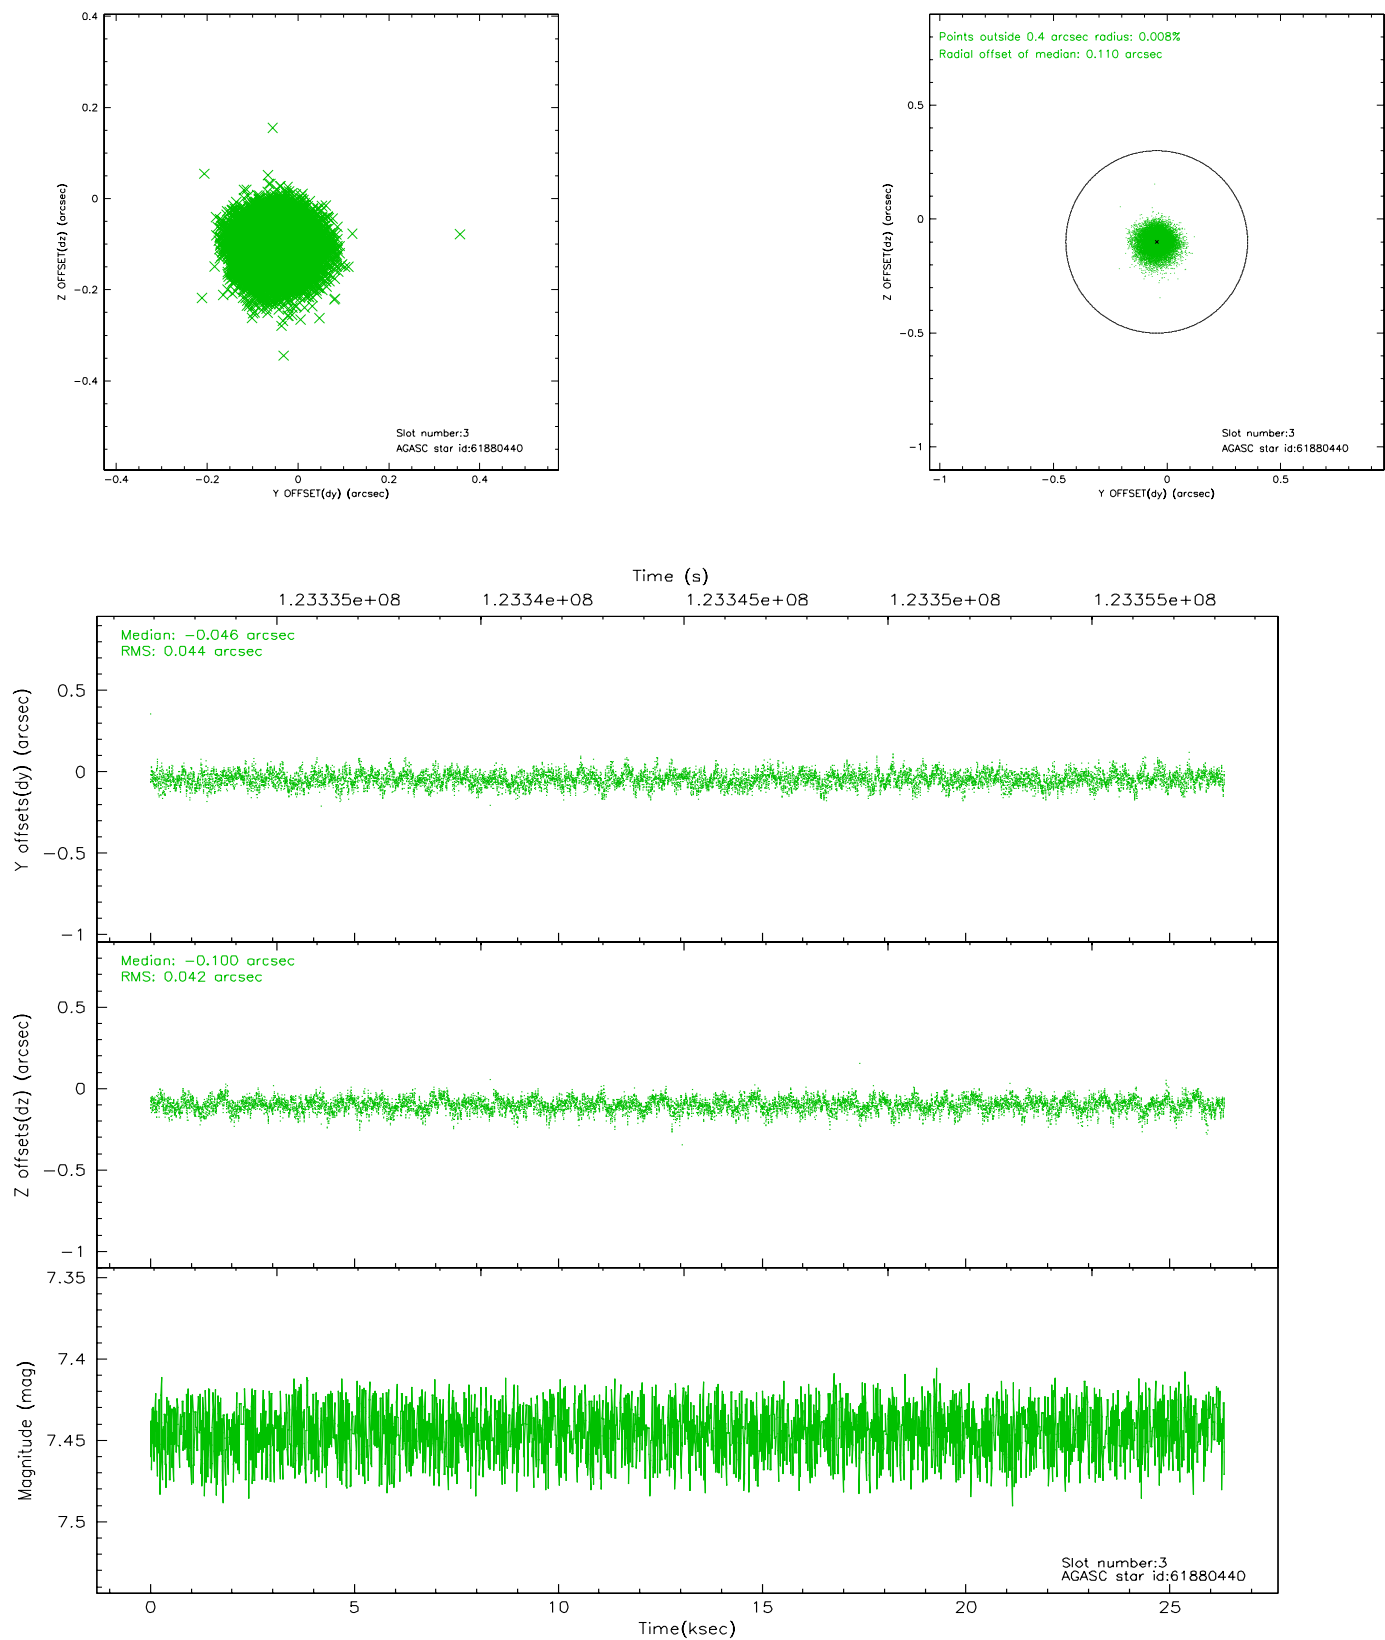 0.4
0.2
0
−0.2
−0.4
Z OFFSET(dz) (arcsec)
Slot number:3
AGASC star id:61880440
−0.4 −0.2 0 0.2 0.4
Y OFFSET(dy) (arcsec)
Points outside 0.4 arcsec radius: 0.008%
Radial offset of median: 0.110 arcsec
0.5
0
−0.5
−1
Z OFFSET(dz) (arcsec)
Slot number:3
AGASC star id:61880440
−1 −0.5 0 0.5
Y OFFSET(dy) (arcsec)
Time (s)
1.23335e+08 1.2334e+08 1.23345e+08 1.2335e+08 1.23355e+08
Median: −0.046 arcsec
RMS: 0.044 arcsec
0.5
0
−0.5
−1
Y offsets(dy) (arcsec)
Median: −0.100 arcsec
RMS: 0.042 arcsec
0.5
0
−0.5
−1
Z offsets(dz) (arcsec)
7.35
7.4
7.45
7.5
Magnitude (mag)
Slot number:3
AGASC star id:61880440
0 5 10 15 20 25
Time(ksec)